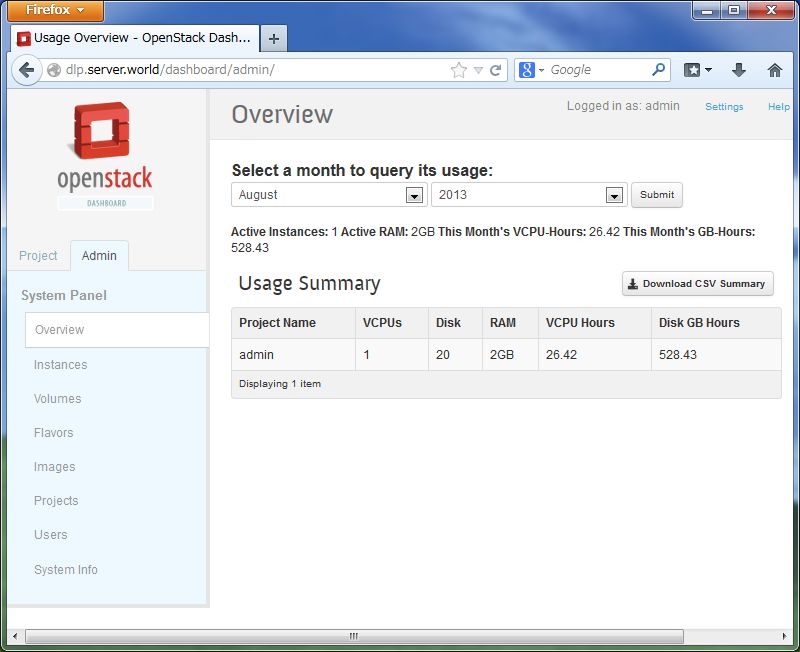 Firefox
Usage Overview - OpenStack Dash...
dlp.server.world/dashboard/admin/
Google
openstack
DASHBOARD
Project
Admin
System Panel
Overview
Instances
Volumes
Flavors
Images
Projects
Users
System Info
Overview
Logged in as: admin
Settings
Help
Select a month to query its usage:
August
2013
Submit
Active Instances: 1 Active RAM: 2GB This Month's VCPU-Hours: 26.42 This Month's GB-Hours:
528.43
Usage Summary
Download CSV Summary
Project Name VCPUs Disk RAM VCPU Hours Disk GB Hours
admin 1 20 2GB 26.42 528.43
Displaying 1 item